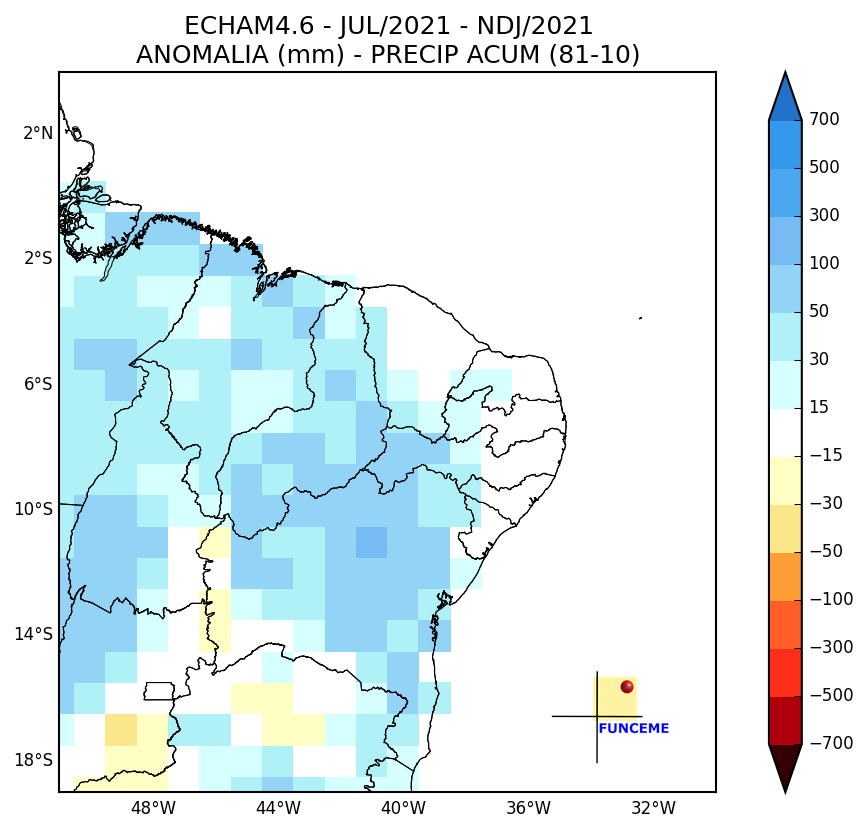 ECHAM4.6 - JUL/2021 - NDJ/2021
ANOMALIA (mm) - PRECIP ACUM (81-10)
2°N
2°S
6°S
10°S
14°S
18°S
48°W
44°W
40°W
36°W
32°W
700
500
300
100
50
30
15
−15
−30
−50
−100
−300
−500
−700
FUNCEME